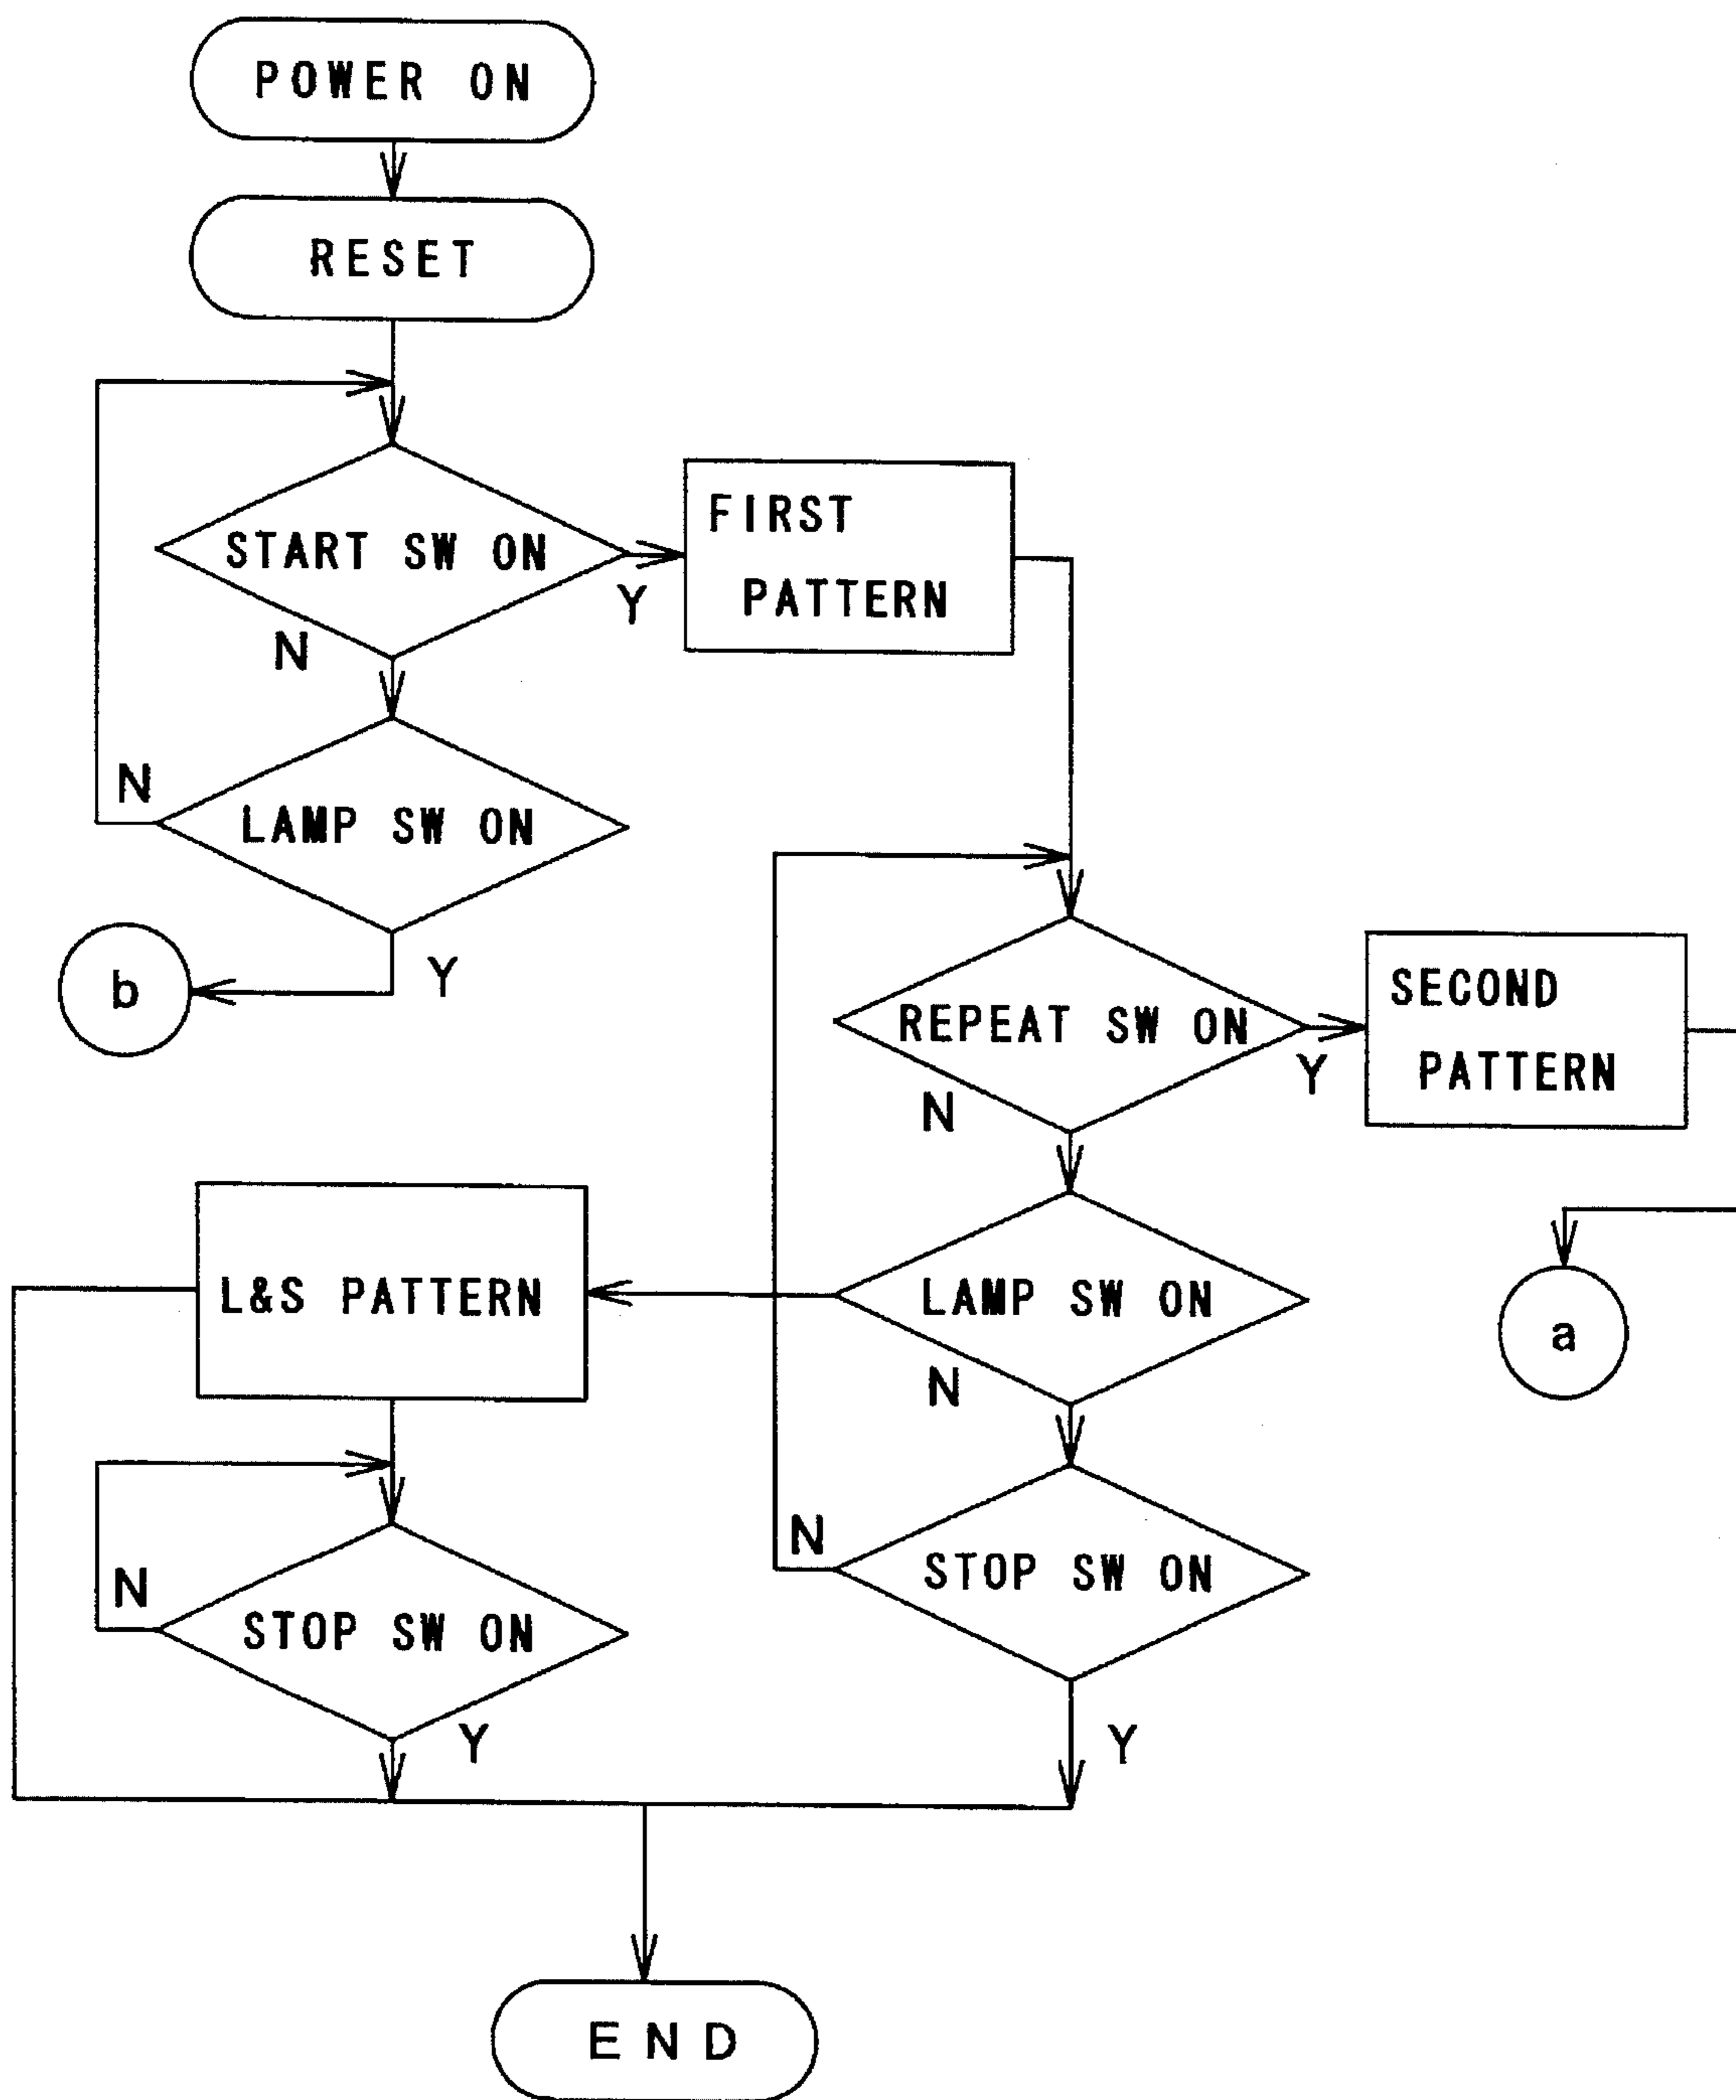 POWER ON
RESET
START SW ON
Y
N
FIRST
PATTERN
LAMP SW ON
N
Y
b
REPEAT SW ON
Y
N
SECOND
PATTERN
LAMP SW ON
N
a
L&S PATTERN
STOP SW ON
N
Y
STOP SW ON
N
Y
END